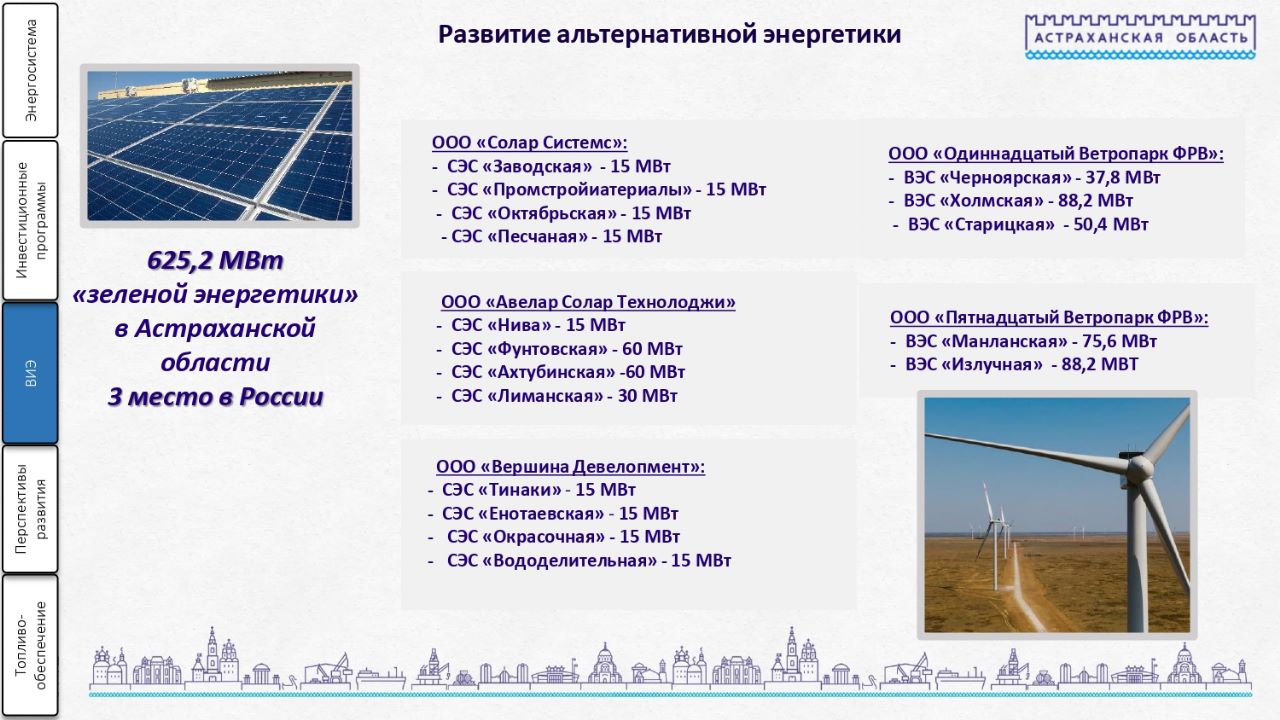 Развитие альтернативной энергетики
АСТРАХАНСКАЯ ОБЛАСТЬ
Энергосистема
Инвестиционные
программы
ВИЭ
Перспективы
развития
Топливо-
обеспечение
625,2 МВт
«зеленой энергетики»
в Астраханской
области
3 место в России
ООО «Солар Системс»:
- СЭС «Заводская» - 15 МВт
- СЭС «Промстройиатериалы» - 15 МВт
- СЭС «Октябрьская» - 15 МВт
- СЭС «Песчаная» - 15 МВт
ООО «Авелар Солар Технолоджи»
- СЭС «Нива» - 15 МВт
- СЭС «Фунтовская» - 60 МВт
- СЭС «Ахтубинская» -60 МВт
- СЭС «Лиманская» - 30 МВт
ООО «Вершина Девелопмент»:
- СЭС «Тинаки» - 15 МВт
- СЭС «Енотаевская» - 15 МВт
- СЭС «Окрасочная» - 15 МВт
- СЭС «Вододелительная» - 15 МВт
ООО «Одиннадцатый Ветропарк ФРВ»:
- ВЭС «Черноярская» - 37,8 МВт
- ВЭС «Холмская» - 88,2 МВт
- ВЭС «Старицкая» - 50,4 МВт
ООО «Пятнадцатый Ветропарк ФРВ»:
- ВЭС «Манланская» - 75,6 МВт
- ВЭС «Излучная» - 88,2 МВТ